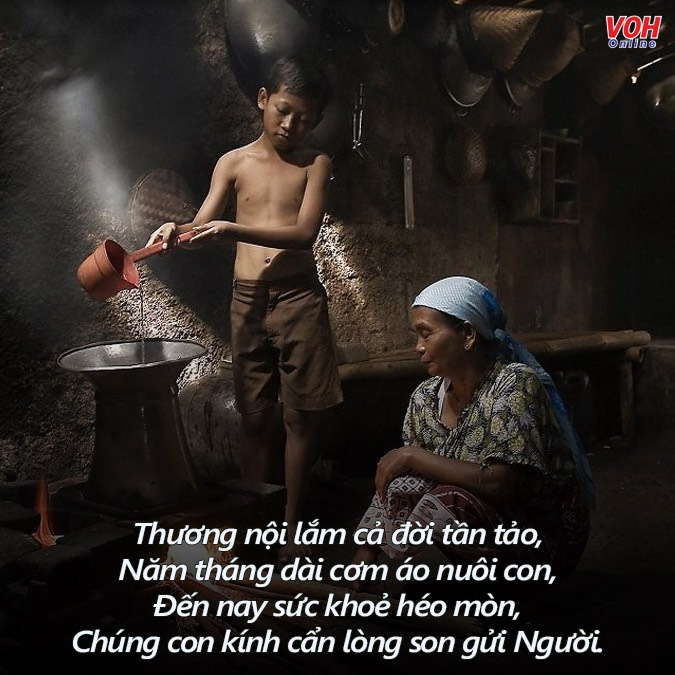 VOH
Online
Thương nội lắm cả đời tần tảo,
Năm tháng dài cơm áo nuôi con,
Đến nay sức khoẻ héo mòn,
Chúng con kính cẩn lòng son gửi Người.